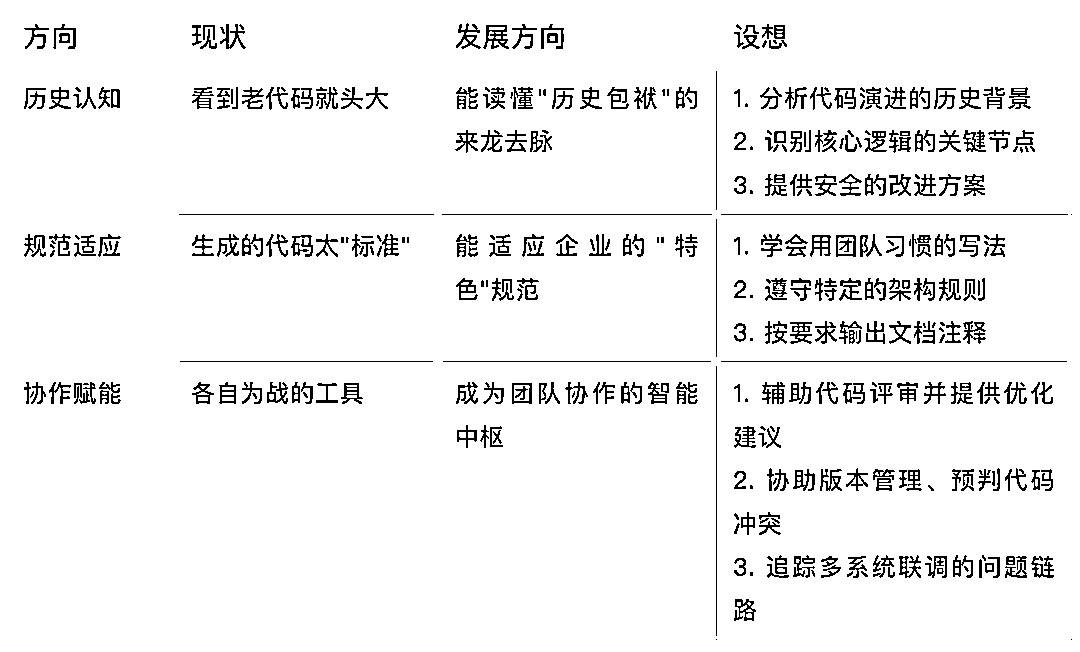 方向 现状 发展方向 设想
历史认知 看到老代码就头大 能读懂"历史包袱"的 1. 分析代码演进的历史背景
来龙去脉 2. 识别核心逻辑的关键节点
3. 提供安全的改进方案
规范适应 生成的代码太"标准" 能适应企业的"特 1. 学会用团队习惯的写法
色"规范 2. 遵守特定的架构规则
3. 按要求输出文档注释
协作赋能 各自为战的工具 成为团队协作的智能 1. 辅助代码评审并提供优化
中枢 建议
2. 协助版本管理、预判代码
冲突
3. 追踪多系统联调的问题链
路